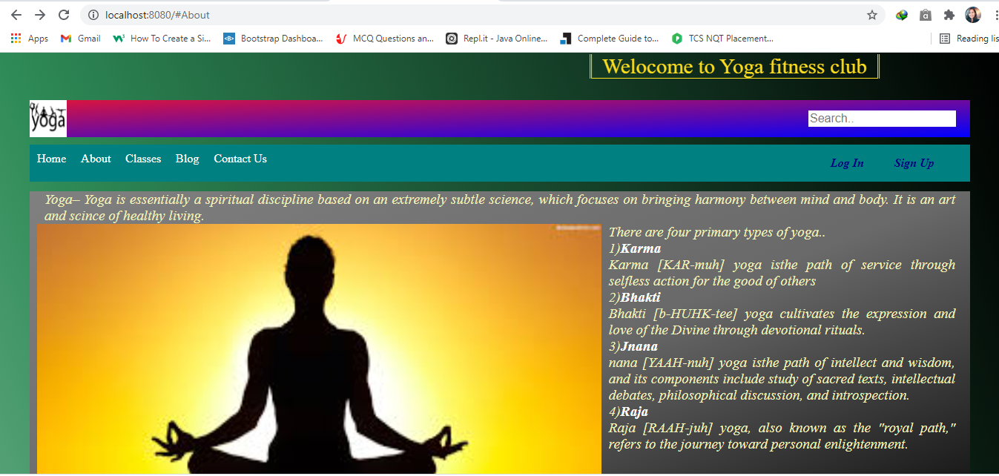 localhost:8080/#About
Apps Gmail How To Create a Si... Bootstrap Dashboa... MCQ Questions an... Repl.it - Java Online... Complete Guide to... TCS NQT Placement... Reading lis
Welocome to Yoga fitness club
yoga
Search..
Home About Classes Blog Contact Us
Log In Sign Up
Yoga– Yoga is essentially a spiritual discipline based on an extremely subtle science, which focuses on bringing harmony between mind and body. It is an art
and scince of healthy living.
There are four primary types of yoga..
1)Karma
Karma [KAR-muh] yoga isthe path of service through
selfless action for the good of others
2)Bhakti
Bhakti [b-HUHK-tee] yoga cultivates the expression and
love of the Divine through devotional rituals.
3)Jnana
nana [YAAH-nuh] yoga isthe path of intellect and wisdom,
and its components include study of sacred texts, intellectual
debates, philosophical discussion, and introspection.
4)Raja
Raja [RAAH-juh] yoga, also known as the "royal path,"
refers to the journey toward personal enlightenment.